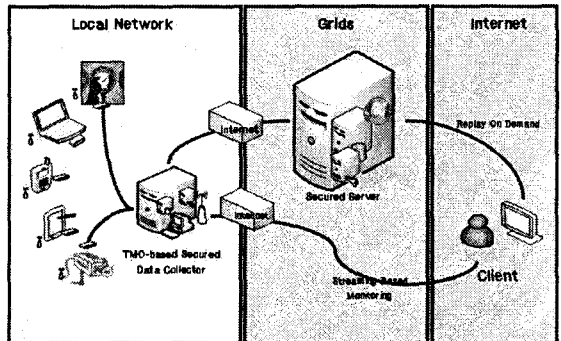 Local Network
Grids
Internet
Internet
Replay On Demand
Secured Server
Internet
TMO-based Secured
Data Collector
Client
Streaming-Based
Monitoring